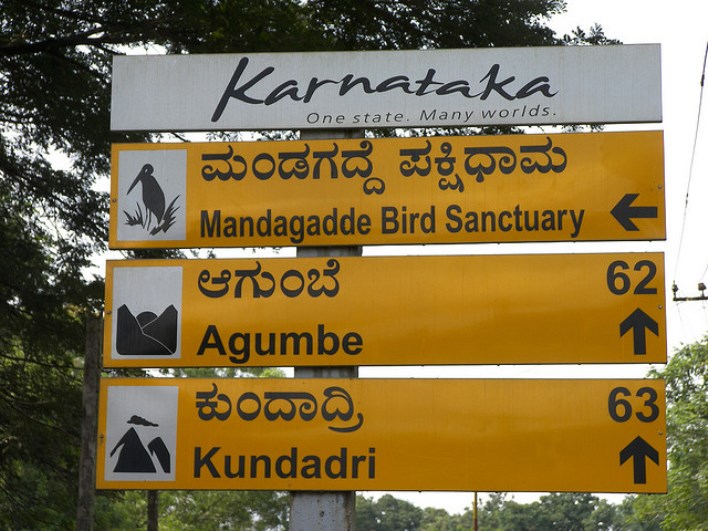 Karnataka
One state. Many worlds.
ಮಂಡಗದ್ದೆ ಪಕ್ಷಿಧಾಮ
Mandagadde Bird Sanctuary
ಆಗುಂಬೆ 62
Agumbe
ಕುಂದಾದ್ರಿ 63
Kundadri